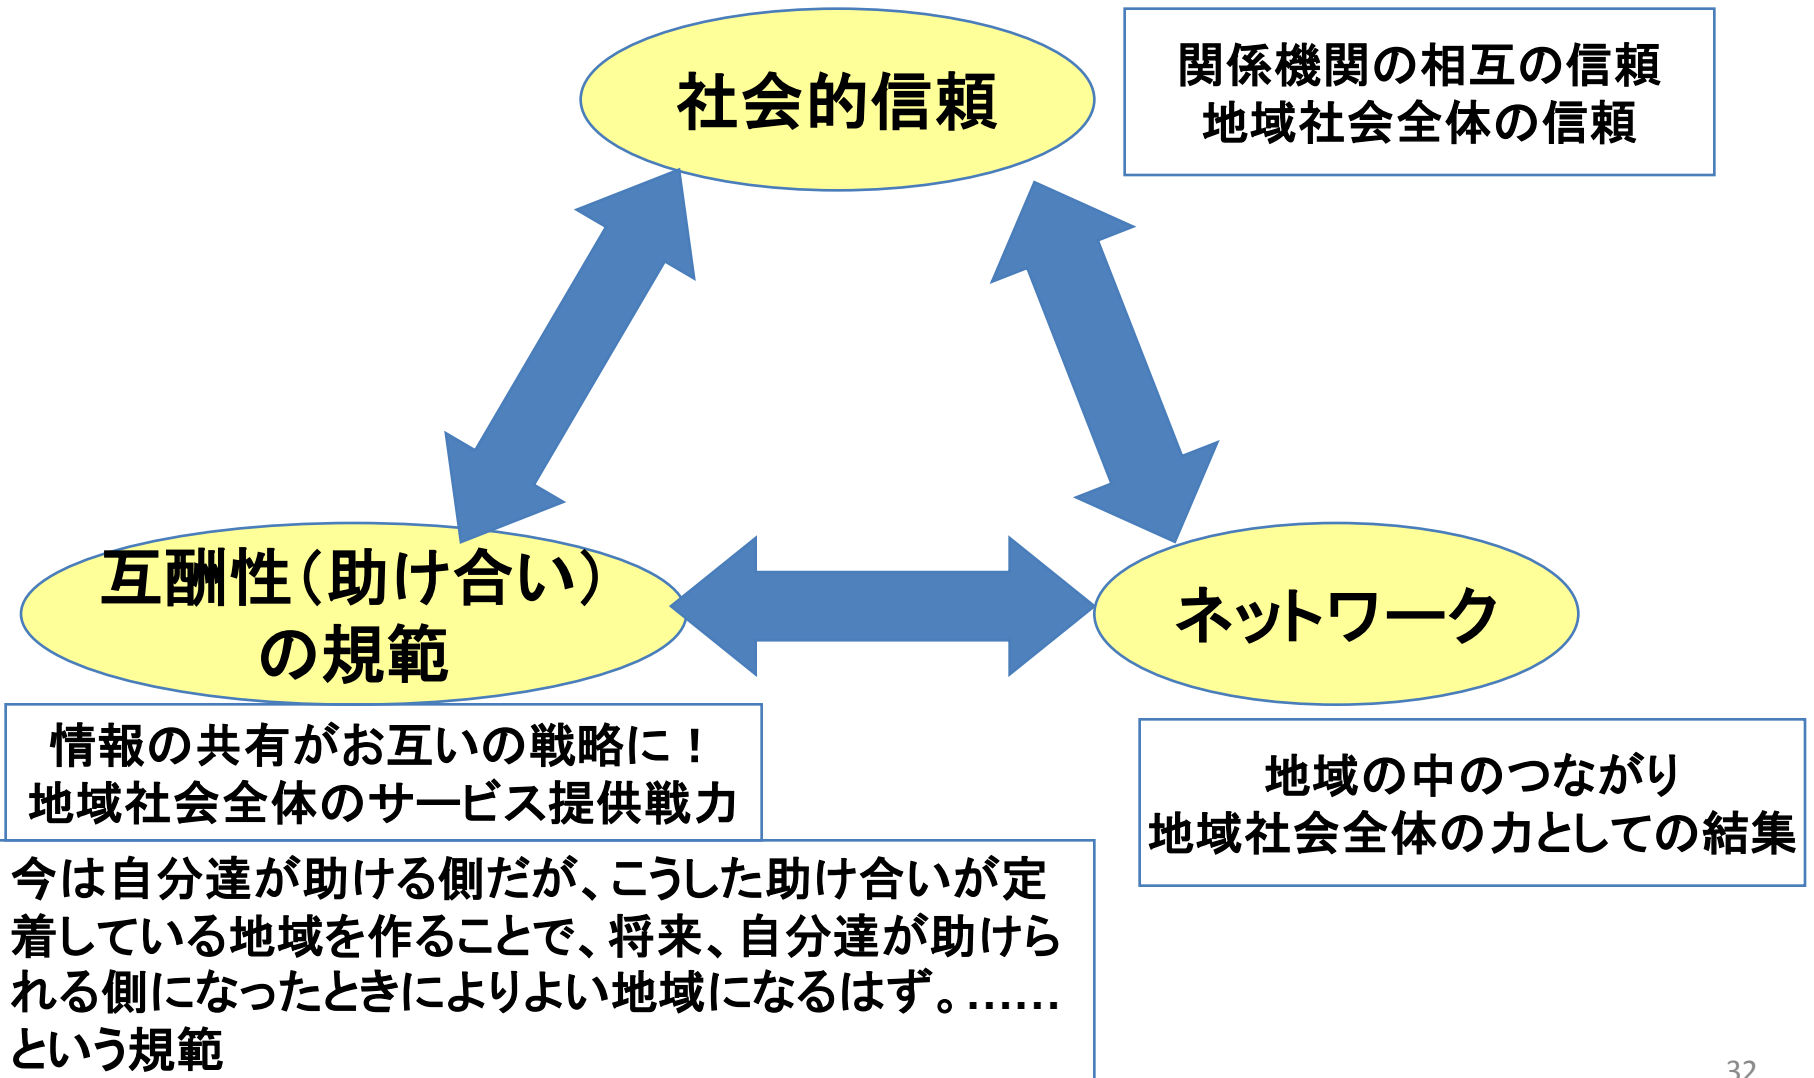 社会的信頼
関係機関の相互の信頼
地域社会全体の信頼
互酬性（助け合い）
の規範
ネットワーク
情報の共有がお互いの戦略に！
地域社会全体のサービス提供戦力
地域の中のつながり
地域社会全体の力としての結集
今は自分達が助ける側だが、こうした助け合いが定
着している地域を作ることで、将来、自分達が助けら
れる側になったときによりよい地域になるはず。……
という規範
32